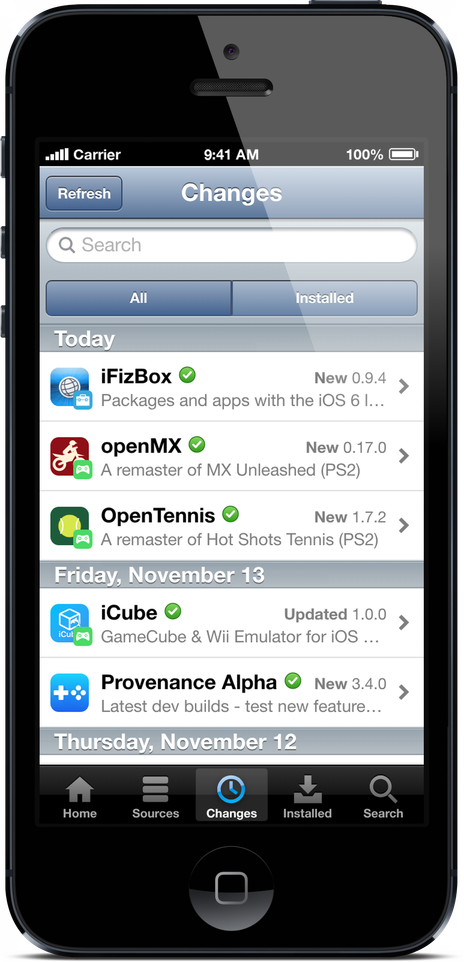 Carrier
9:41 AM
100%
Refresh
Changes
Search
All
Installed
Today
iFizBox
New 0.9.4
Packages and apps with the iOS 6 l...
openMX
New 0.17.0
A remaster of MX Unleashed (PS2)
OpenTennis
New 1.7.2
A remaster of Hot Shots Tennis (PS2)
Friday, November 13
iCube
Updated 1.0.0
GameCube & Wii Emulator for iOS ...
iCube
Provenance Alpha
New 3.4.0
Latest dev builds - test new feature...
Thursday, November 12
Home
Sources
Changes
Installed
Search